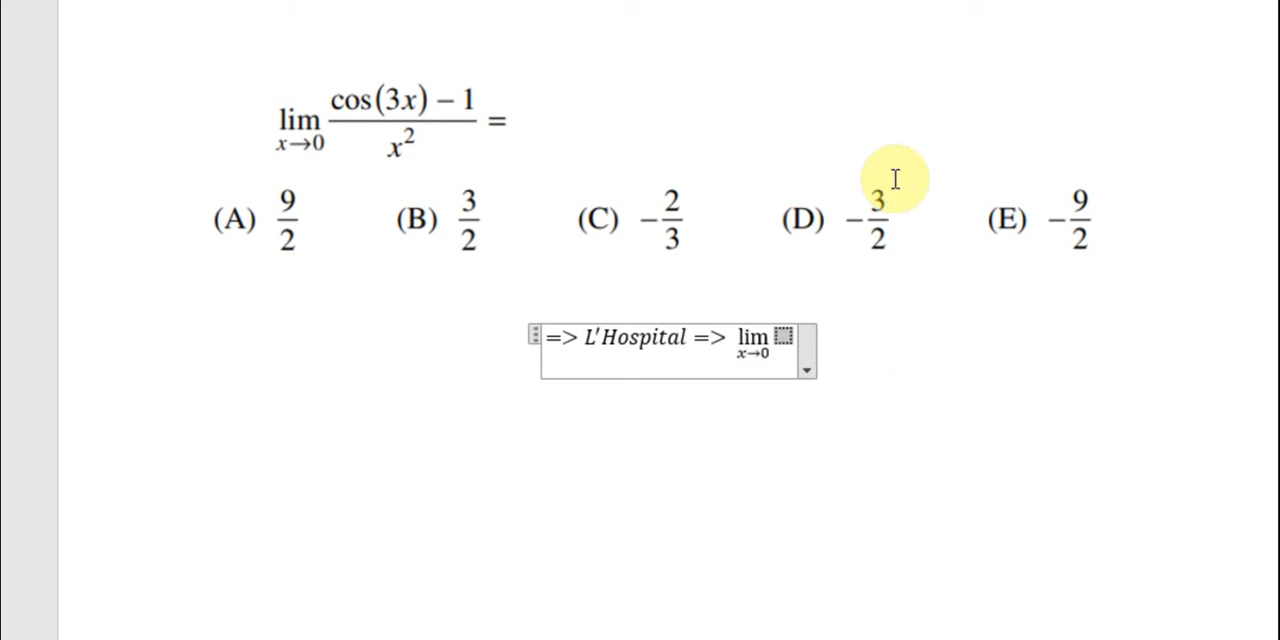 lim x→0 (cos(3x) − 1)/x² =
(A) 9/2 (B) 3/2 (C) −2/3 (D) −3/2 (E) −9/2
=> L′Hospital => lim x→0